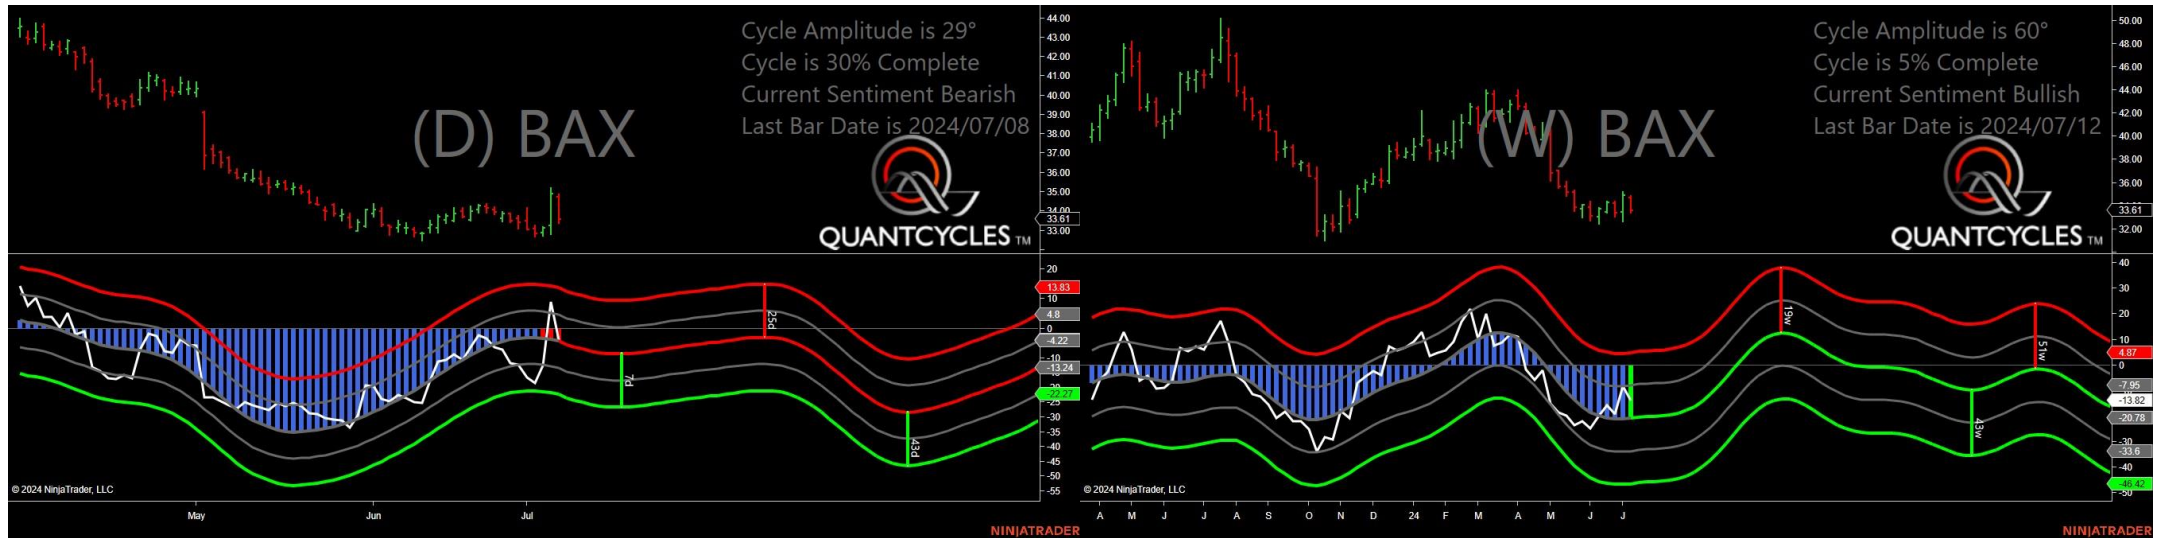 Cycle Amplitude is 29°
Cycle is 30% Complete
Current Sentiment Bearish
Last Bar Date is 2024/07/08
(D) BAX
QUANTCYCLES TM
44.00
43.00
42.00
41.00
40.00
39.00
38.00
37.00
36.00
35.00
34.00
33.61
33.00
20
13.83
10
4.8
0
-4.22
-10
-13.24
-22.27
-25
-30
-35
-40
-45
-50
-55
25d
7d
43d
© 2024 NinjaTrader, LLC
May Jun Jul
NINJATRADER
Cycle Amplitude is 60°
Cycle is 5% Complete
Current Sentiment Bullish
Last Bar Date is 2024/07/12
(W) BAX
QUANTCYCLES TM
50.00
48.00
46.00
44.00
42.00
40.00
38.00
36.00
33.61
32.00
40
30
20
10
4.87
0
-7.95
-13.82
-20.78
-30
-33.6
-40
-46.42
-50
19w
51w
43w
© 2024 NinjaTrader, LLC
A M J J A S O N D 24 F M A M J J
NINJATRADER